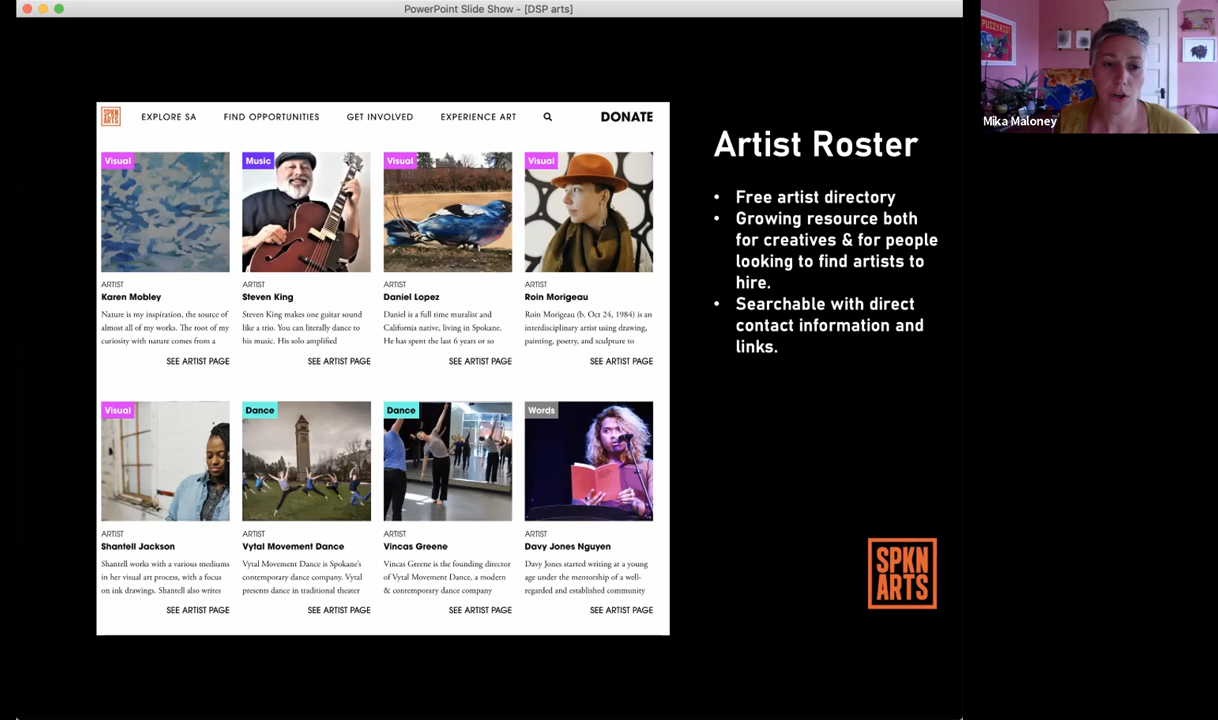 PowerPoint Slide Show - [DSP arts]
SPKN
ARTS
EXPLORE SA
FIND OPPORTUNITIES
GET INVOLVED
EXPERIENCE ART
DONATE
Visual
Music
Visual
Visual
ARTIST
Karen Mobley
Nature is my inspiration, the source of
almost all of my works. The root of my
curiosity with nature comes from a
SEE ARTIST PAGE
ARTIST
Steven King
Steven King makes one guitar sound
like a trio. You can literally dance to
his music. His solo amplified
SEE ARTIST PAGE
ARTIST
Daniel Lopez
Daniel is a full time muralist and
California native, living in Spokane.
He has spent the last 6 years or so
SEE ARTIST PAGE
ARTIST
Roin Morigeau
Roin Morigeau (b. Oct 24, 1984) is an
interdisciplinary artist using drawing,
painting, poetry, and sculpture to
SEE ARTIST PAGE
Visual
Dance
Dance
Words
ARTIST
Shantell Jackson
Shantell works with a various mediums
in her visual art process, with a focus
on ink drawings. Shantell also writes
SEE ARTIST PAGE
ARTIST
Vytal Movement Dance
Vytal Movement Dance is Spokane's
contemporary dance company. Vytal
presents dance in traditional theater
SEE ARTIST PAGE
ARTIST
Vincas Greene
Vincas Greene is the founding director
of Vytal Movement Dance, a modern
& contemporary dance company
SEE ARTIST PAGE
ARTIST
Davy Jones Nguyen
Davy Jones started writing at a young
age under the mentorship of a well-
regarded and established community
SEE ARTIST PAGE
Artist Roster
• Free artist directory
• Growing resource both
for creatives & for people
looking to find artists to
hire.
• Searchable with direct
contact information and
links.
SPKN
ARTS
Mika Maloney